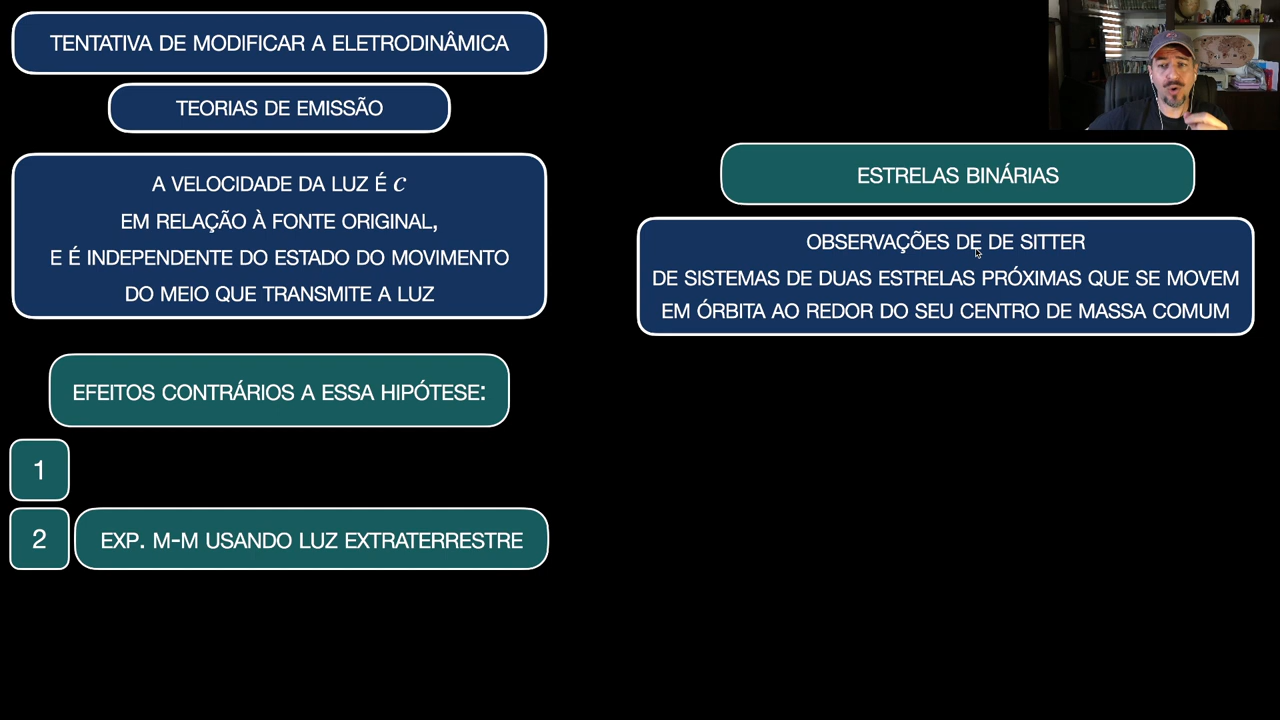 TENTATIVA DE MODIFICAR A ELETRODINÂMICA
TEORIAS DE EMISSÃO
A VELOCIDADE DA LUZ É c
EM RELAÇÃO À FONTE ORIGINAL,
E É INDEPENDENTE DO ESTADO DO MOVIMENTO
DO MEIO QUE TRANSMITE A LUZ
EFEITOS CONTRÁRIOS A ESSA HIPÓTESE:
1
2 EXP. M-M USANDO LUZ EXTRATERRESTRE
ESTRELAS BINÁRIAS
OBSERVAÇÕES DE DE SITTER
DE SISTEMAS DE DUAS ESTRELAS PRÓXIMAS QUE SE MOVEM
EM ÓRBITA AO REDOR DO SEU CENTRO DE MASSA COMUM